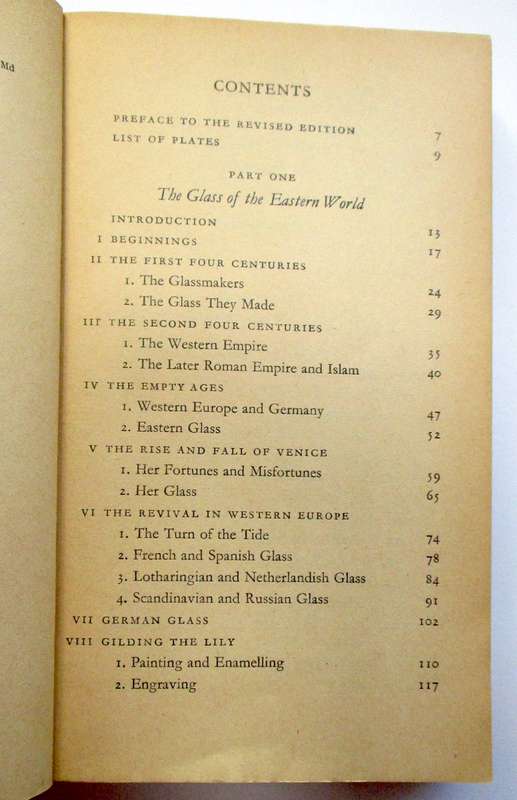 Md
CONTENTS
PREFACE TO THE REVISED EDITION 7
LIST OF PLATES 9
PART ONE
The Glass of the Eastern World
INTRODUCTION 13
I BEGINNINGS 17
II THE FIRST FOUR CENTURIES
1. The Glassmakers 24
2. The Glass They Made 29
III THE SECOND FOUR CENTURIES
1. The Western Empire 35
2. The Later Roman Empire and Islam 40
IV THE EMPTY AGES
1. Western Europe and Germany 47
2. Eastern Glass 52
V THE RISE AND FALL OF VENICE
1. Her Fortunes and Misfortunes 59
2. Her Glass 65
VI THE REVIVAL IN WESTERN EUROPE
1. The Turn of the Tide 74
2. French and Spanish Glass 78
3. Lotharingian and Netherlandish Glass 84
4. Scandinavian and Russian Glass 91
VII GERMAN GLASS 102
VIII GILDING THE LILY
1. Painting and Enamelling 110
2. Engraving 117